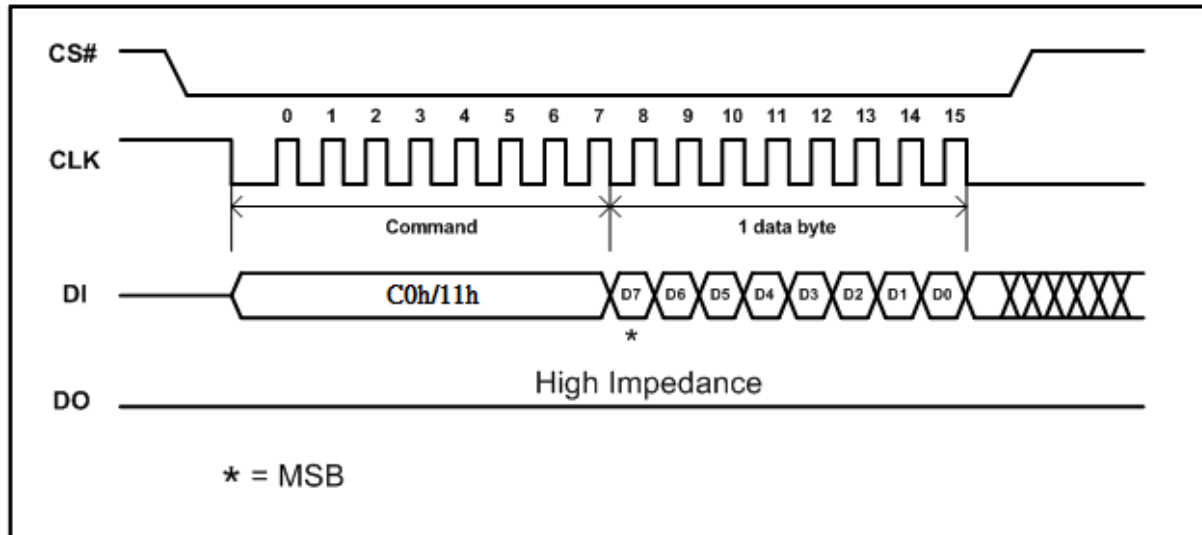 CS#
0 1 2 3 4 5 6 7 8 9 10 11 12 13 14 15
CLK
Command 1 data byte
DI C0h/11h D7 D6 D5 D4 D3 D2 D1 D0
*
High Impedance
DO
* = MSB